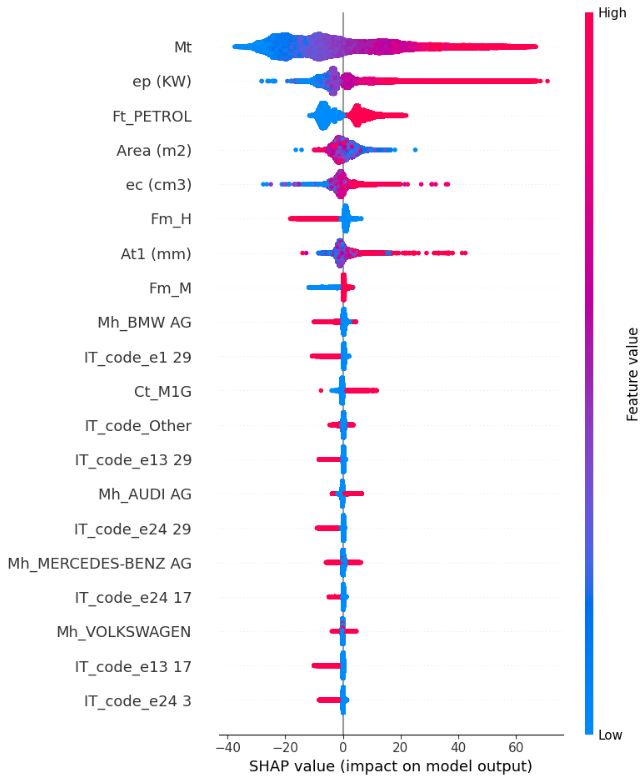 High
Mt
ep (KW)
Ft_PETROL
Area (m2)
ec (cm3)
Fm_H
At1 (mm)
Fm_M
Mh_BMW AG
IT_code_e1 29
Ct_M1G
IT_code_Other
IT_code_e13 29
Mh_AUDI AG
IT_code_e24 29
Mh_MERCEDES-BENZ AG
IT_code_e24 17
Mh_VOLKSWAGEN
IT_code_e13 17
IT_code_e24 3
Feature value
Low
−40 −20 0 20 40 60
SHAP value (impact on model output)